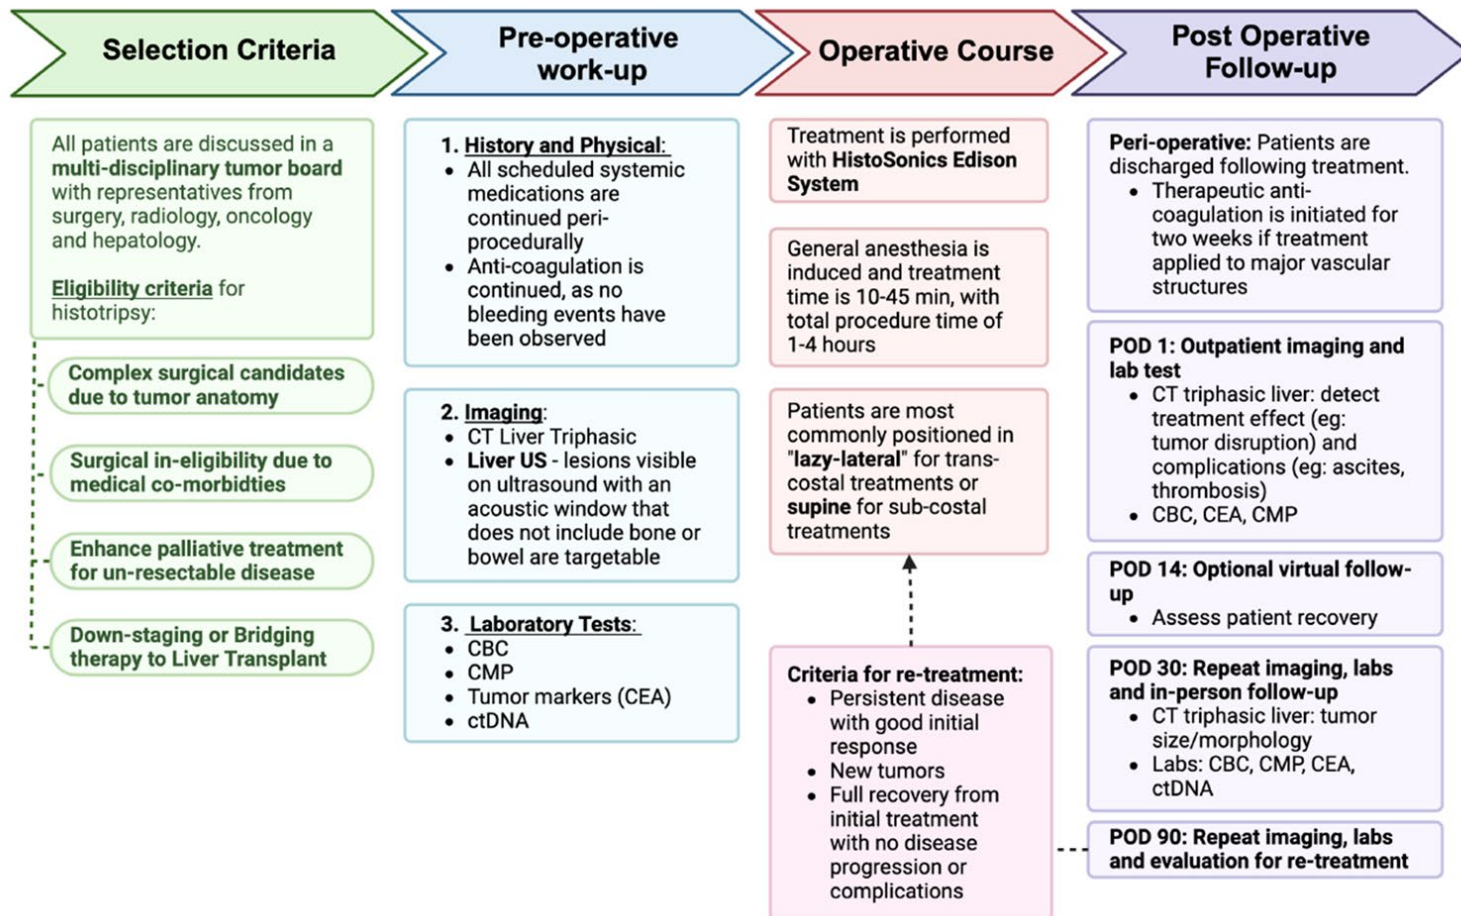 Selection Criteria
All patients are discussed in a
multi-disciplinary tumor board
with representatives from
surgery, radiology, oncology
and hepatology.
Eligibility criteria for
histotripsy:
Complex surgical candidates
due to tumor anatomy
Surgical in-eligibility due to
medical co-morbidties
Enhance palliative treatment
for un-resectable disease
Down-staging or Bridging
therapy to Liver Transplant
Pre-operative
work-up
1. History and Physical:
• All scheduled systemic
medications are
continued peri-
procedurally
• Anti-coagulation is
continued, as no
bleeding events have
been observed
2. Imaging:
• CT Liver Triphasic
• Liver US - lesions visible
on ultrasound with an
acoustic window that
does not include bone or
bowel are targetable
3. Laboratory Tests:
• CBC
• CMP
• Tumor markers (CEA)
• ctDNA
Operative Course
Treatment is performed
with HistoSonics Edison
System
General anesthesia is
induced and treatment
time is 10-45 min, with
total procedure time of
1-4 hours
Patients are most
commonly positioned in
"lazy-lateral" for trans-
costal treatments or
supine for sub-costal
treatments
Criteria for re-treatment:
• Persistent disease
with good initial
response
• New tumors
• Full recovery from
initial treatment
with no disease
progression or
complications
Post Operative
Follow-up
Peri-operative: Patients are
discharged following treatment.
• Therapeutic anti-
coagulation is initiated for
two weeks if treatment
applied to major vascular
structures
POD 1: Outpatient imaging and
lab test
• CT triphasic liver: detect
treatment effect (eg:
tumor disruption) and
complications (eg: ascites,
thrombosis)
• CBC, CEA, CMP
POD 14: Optional virtual follow-
up
• Assess patient recovery
POD 30: Repeat imaging, labs
and in-person follow-up
• CT triphasic liver: tumor
size/morphology
• Labs: CBC, CMP, CEA,
ctDNA
POD 90: Repeat imaging, labs
and evaluation for re-treatment